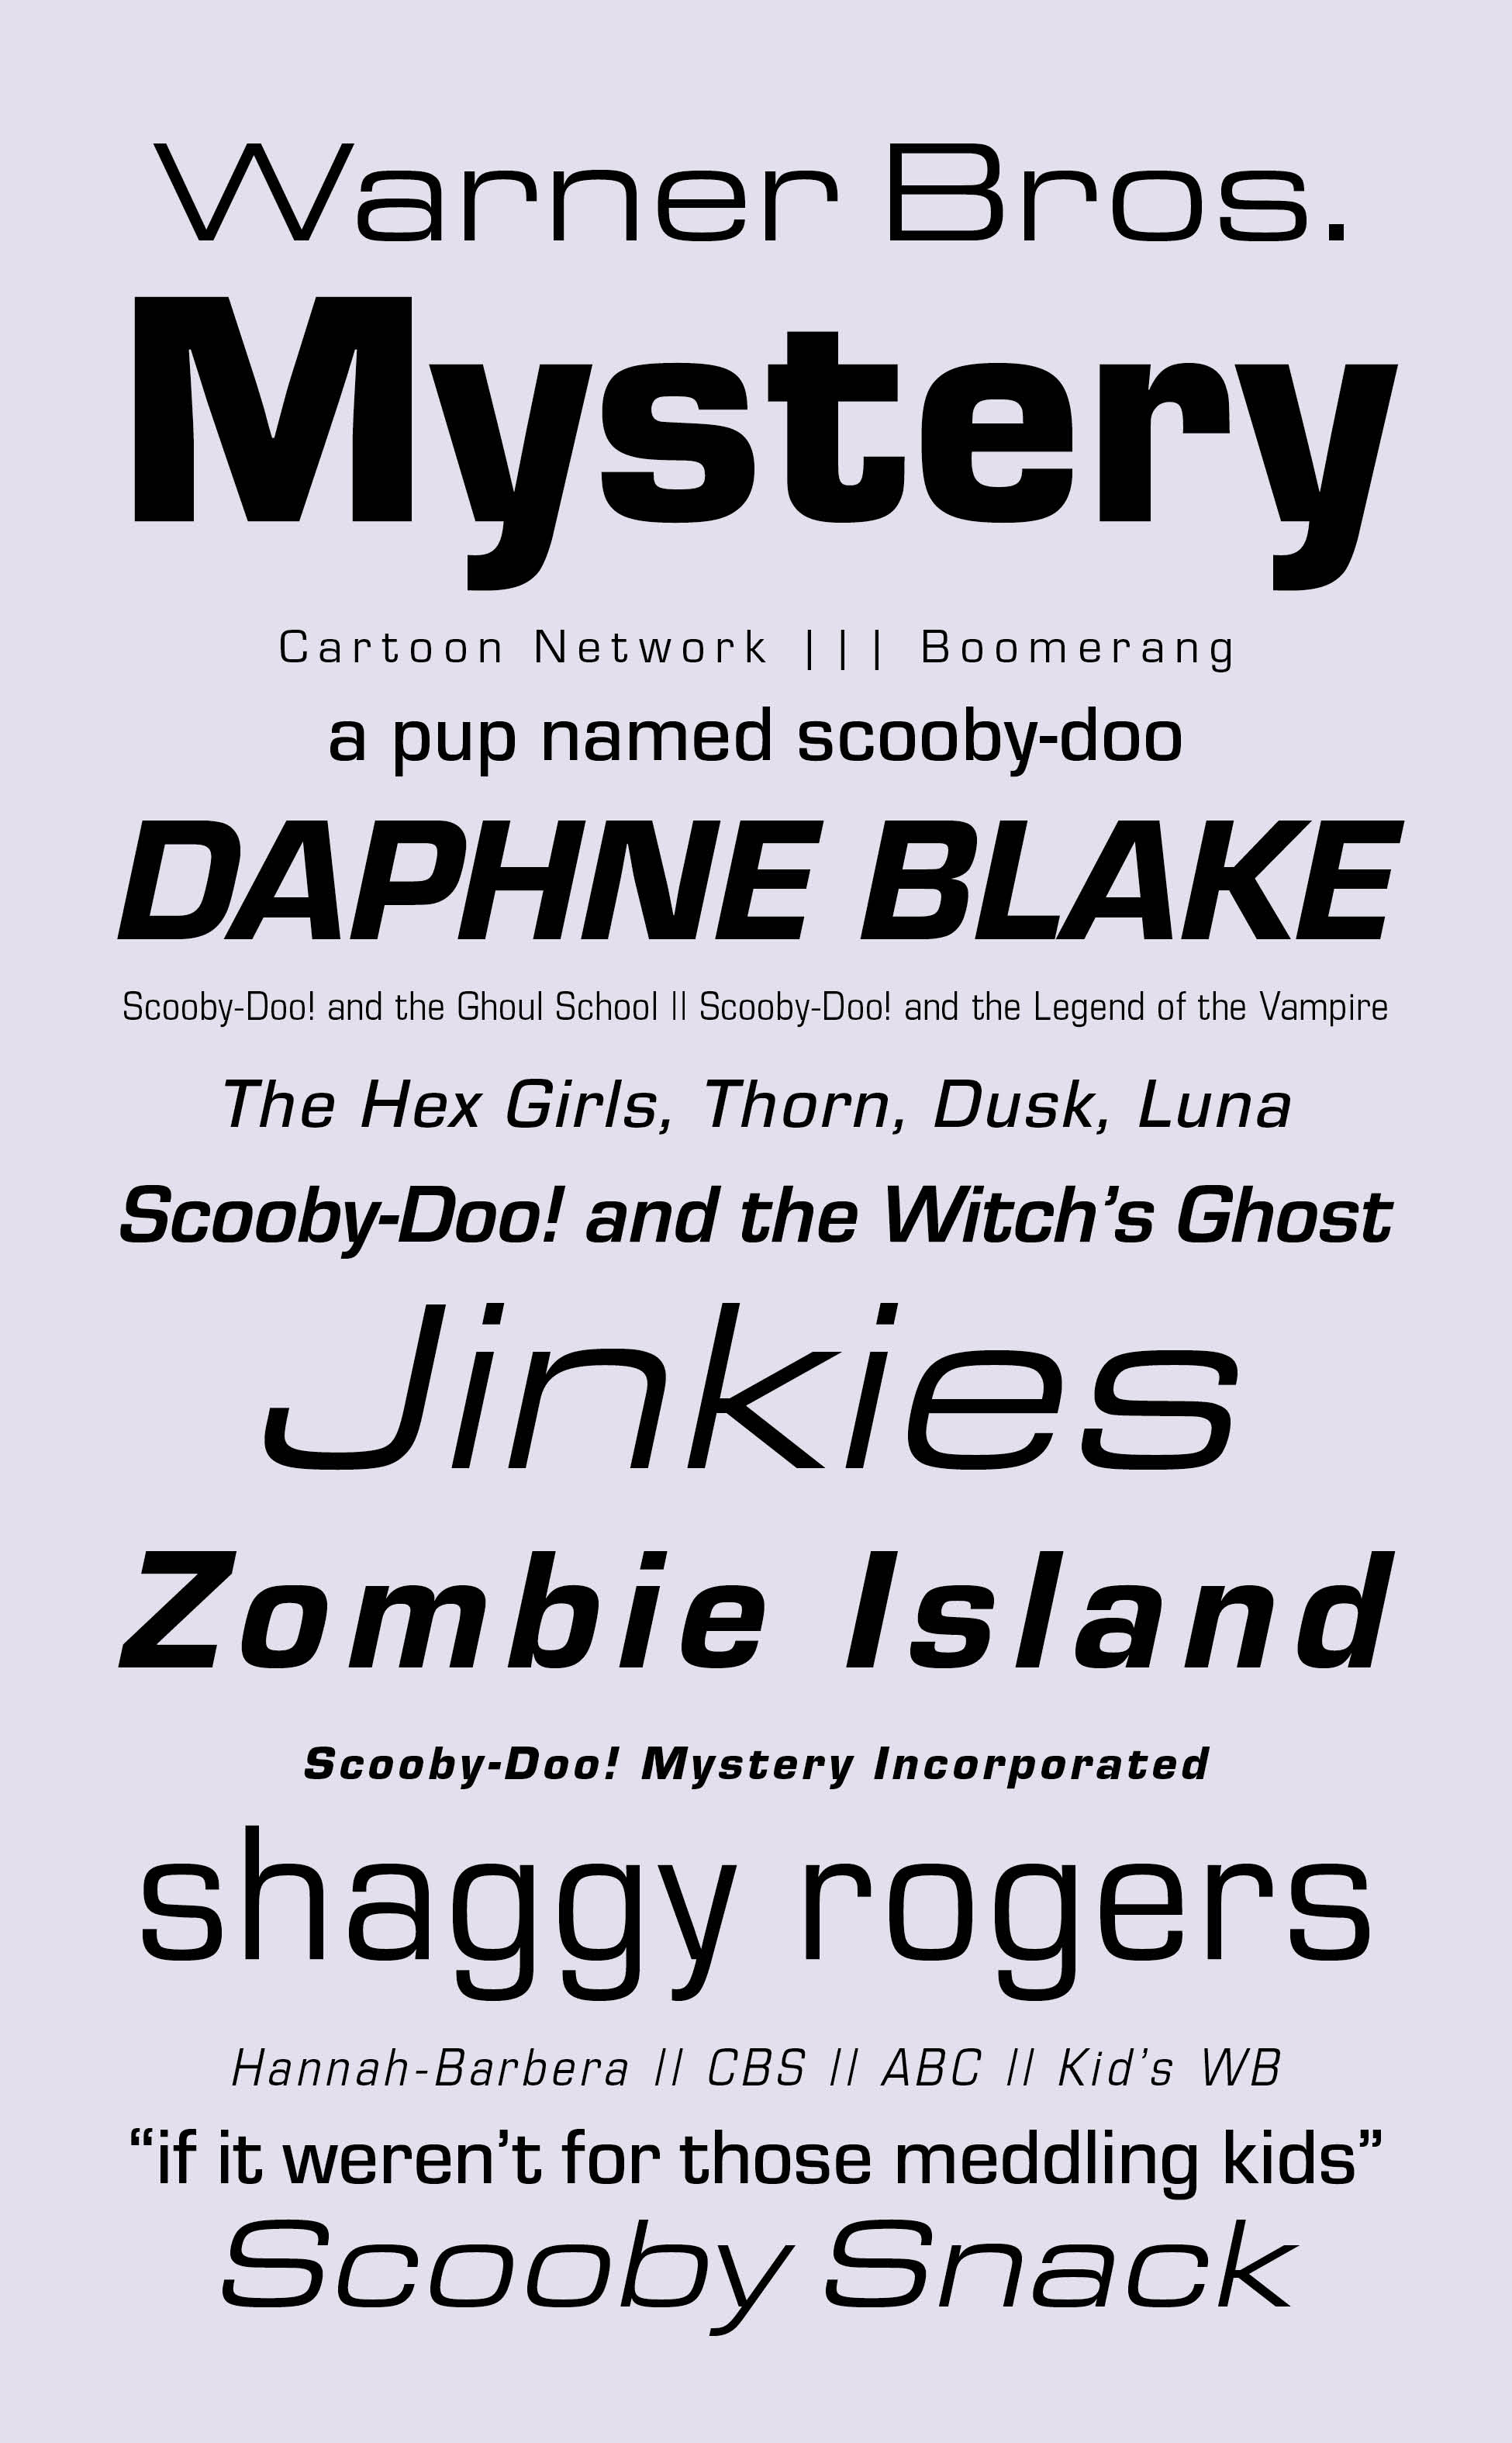 Warner Bros.
Mystery
Cartoon Network ||| Boomerang
a pup named scooby-doo
DAPHNE BLAKE
Scooby-Doo! and the Ghoul School || Scooby-Doo! and the Legend of the Vampire
The Hex Girls, Thorn, Dusk, Luna
Scooby-Doo! and the Witch’s Ghost
Jinkies
Zombie Island
Scooby-Doo! Mystery Incorporated
shaggy rogers
Hannah-Barbera || CBS || ABC || Kid’s WB
“if it weren’t for those meddling kids”
Scooby Snack